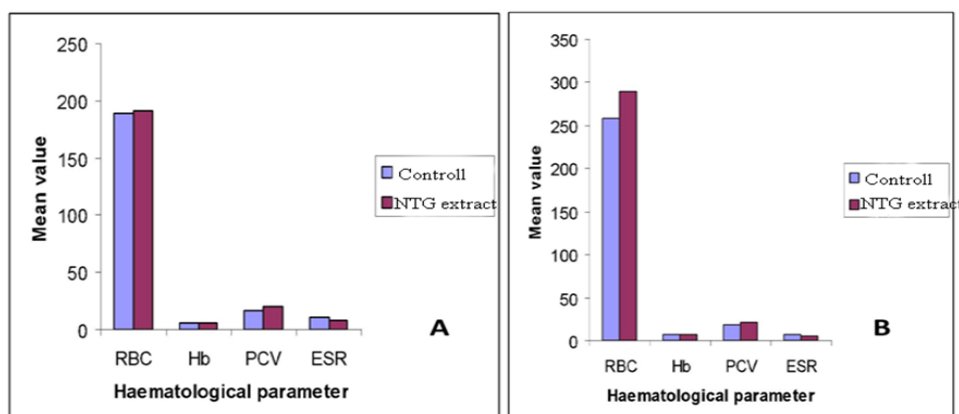 250
200
150
100
50
0
Mean value
RBC Hb PCV ESR
Haematological parameter
Controll
NTG extract
A
350
300
250
200
150
100
50
0
Mean value
RBC Hb PCV ESR
Haematological parameter
Controll
NTG extract
B